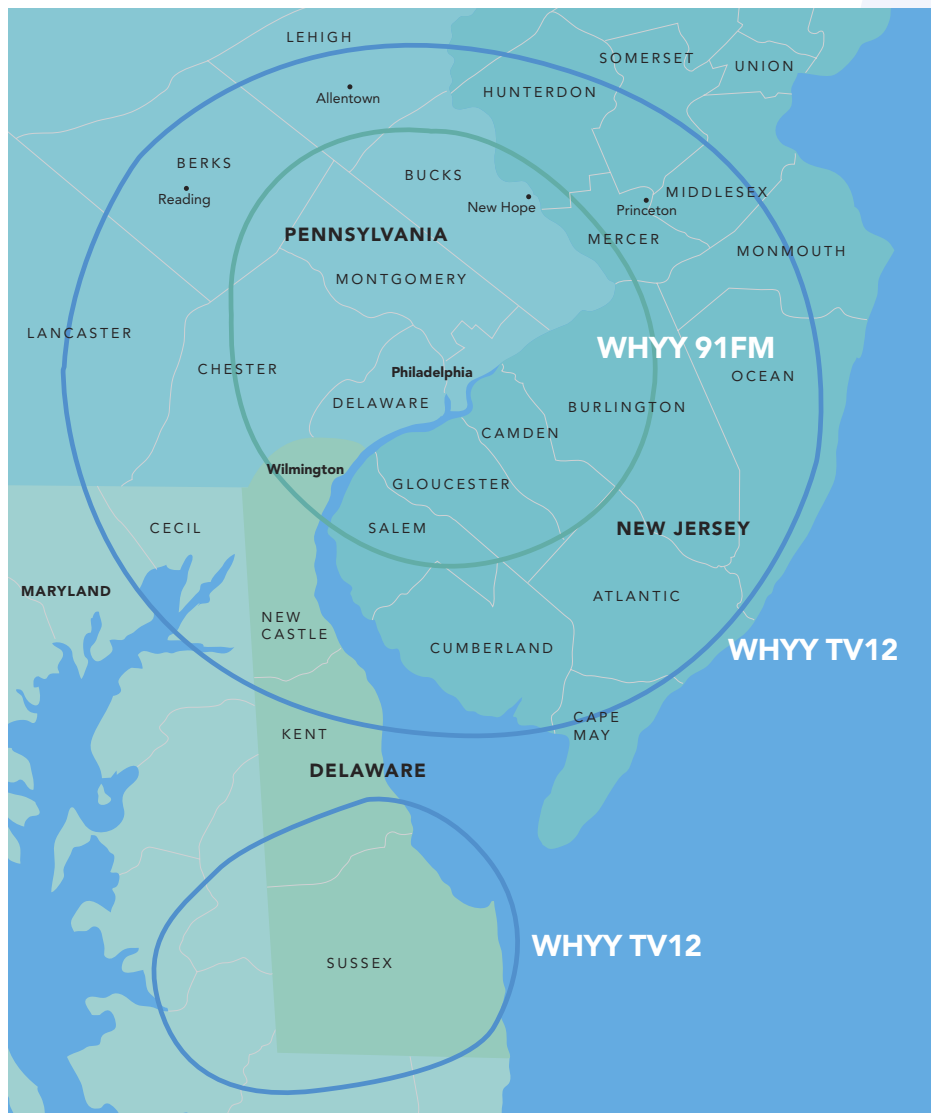 LEHIGH
SOMERSET
UNION
Allentown
HUNTERDON
BERKS
Reading
BUCKS
New Hope
MIDDLESEX
Princeton
PENNSYLVANIA
MERCER
MONMOUTH
MONTGOMERY
LANCASTER
WHYY 91FM
CHESTER
Philadelphia
OCEAN
DELAWARE
BURLINGTON
CAMDEN
Wilmington
GLOUCESTER
CECIL
SALEM
NEW JERSEY
MARYLAND
ATLANTIC
NEW
CASTLE
CUMBERLAND
WHYY TV12
CAPE
MAY
KENT
DELAWARE
WHYY TV12
SUSSEX